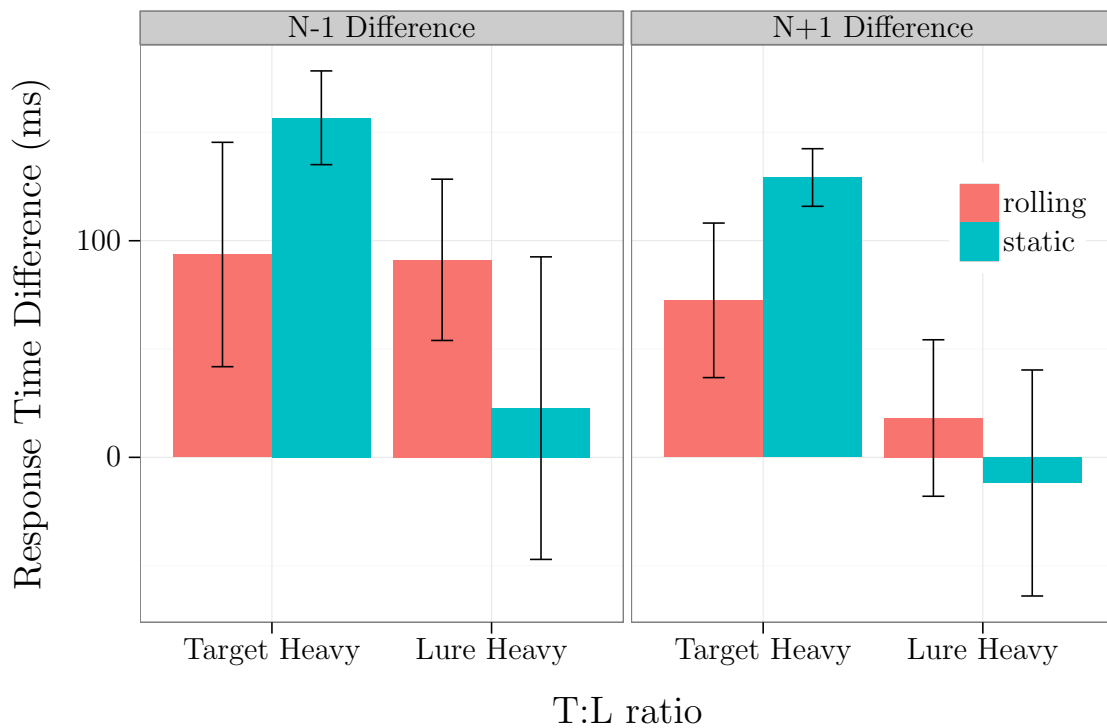 N-1 Difference
N+1 Difference
Response Time Difference (ms)
100
0
rolling
static
Target Heavy
Lure Heavy
Target Heavy
Lure Heavy
T:L ratio